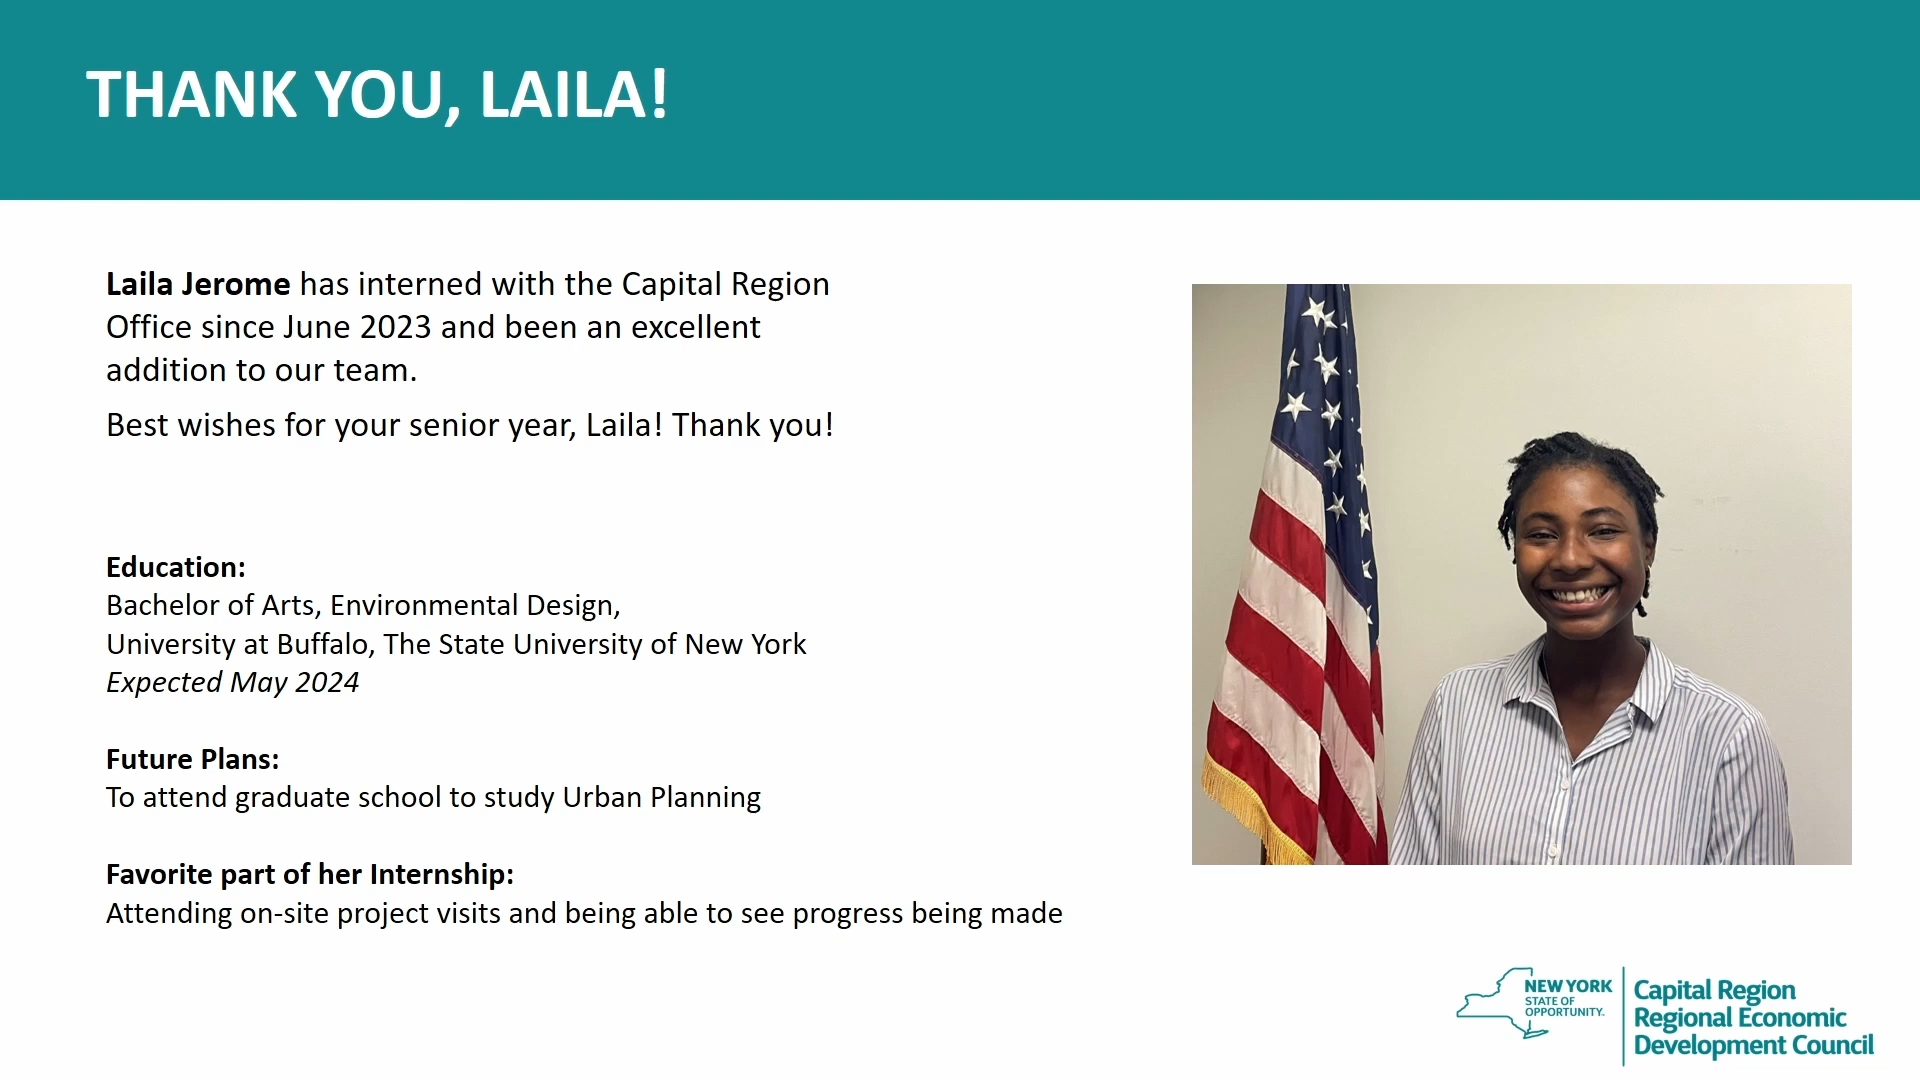 THANK YOU, LAILA!
Laila Jerome has interned with the Capital Region
Office since June 2023 and been an excellent
addition to our team.
Best wishes for your senior year, Laila! Thank you!
Education:
Bachelor of Arts, Environmental Design,
University at Buffalo, The State University of New York
Expected May 2024
Future Plans:
To attend graduate school to study Urban Planning
Favorite part of her Internship:
Attending on-site project visits and being able to see progress being made
NEW YORK
STATE OF
OPPORTUNITY.
Capital Region
Regional Economic
Development Council